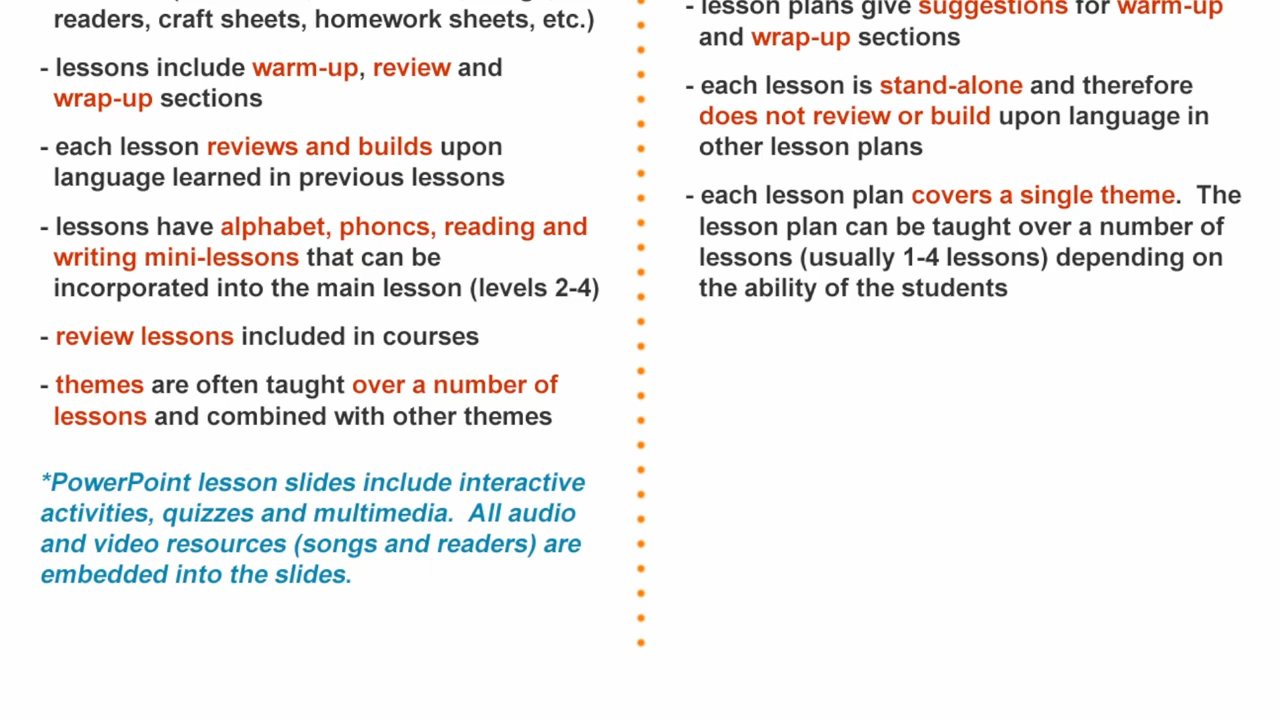 readers, craft sheets, homework sheets, etc.)
- lessons include warm-up, review and
wrap-up sections
- each lesson reviews and builds upon
language learned in previous lessons
- lessons have alphabet, phoncs, reading and
writing mini-lessons that can be
incorporated into the main lesson (levels 2-4)
- review lessons included in courses
- themes are often taught over a number of
lessons and combined with other themes
*PowerPoint lesson slides include interactive
activities, quizzes and multimedia.  All audio
and video resources (songs and readers) are
embedded into the slides.
- lesson plans give suggestions for warm-up
and wrap-up sections
- each lesson is stand-alone and therefore
does not review or build upon language in
other lesson plans
- each lesson plan covers a single theme.  The
lesson plan can be taught over a number of
lessons (usually 1-4 lessons) depending on
the ability of the students